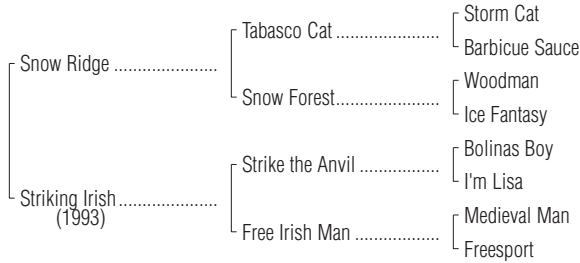 Storm Cat
Tabasco Cat ....................
Barbicue Sauce
Snow Ridge ....................
Woodman
Snow Forest....................
Ice Fantasy
Bolinas Boy
Strike the Anvil ................
I'm Lisa
Striking Irish...................
(1993)
Medieval Man
Free Irish Man .................
Freesport